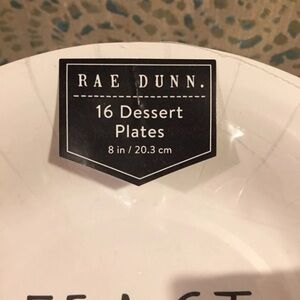 RAE DUNN.
16 Dessert
Plates
8 in / 20.3 cm